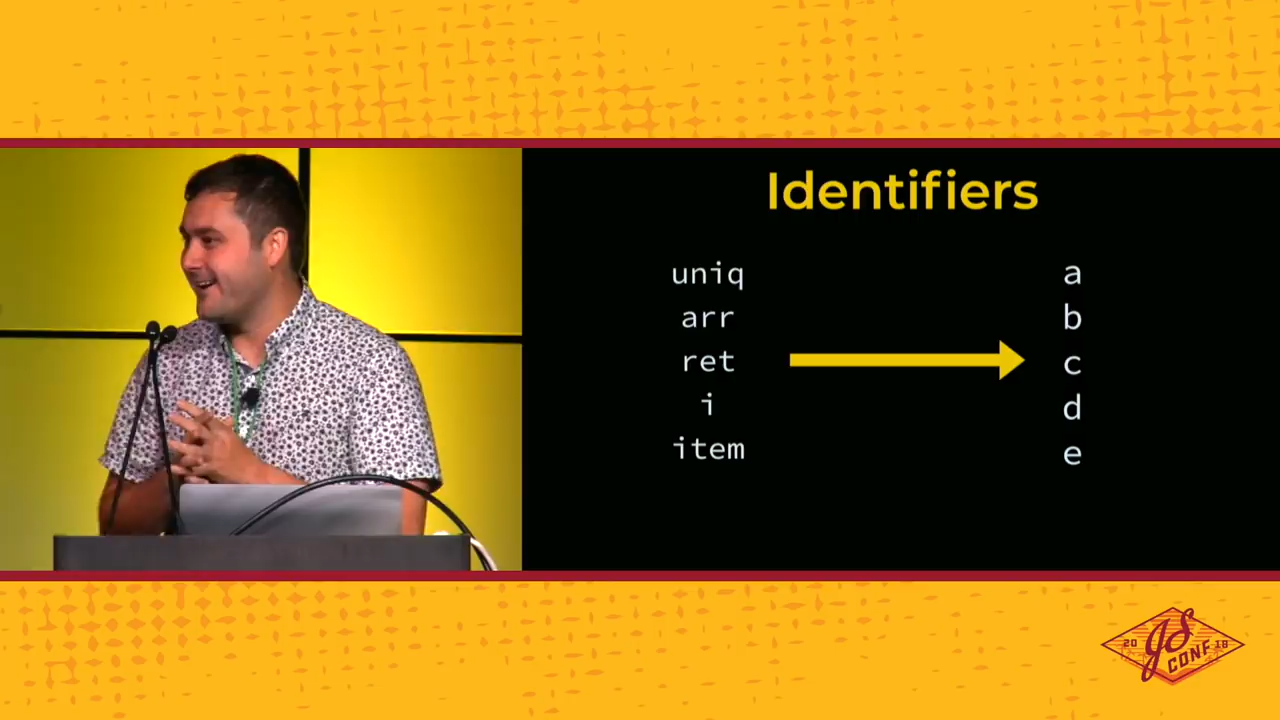 Identifiers
uniq
arr
ret
i
item
a
b
c
d
e
20 JS 18
CONF